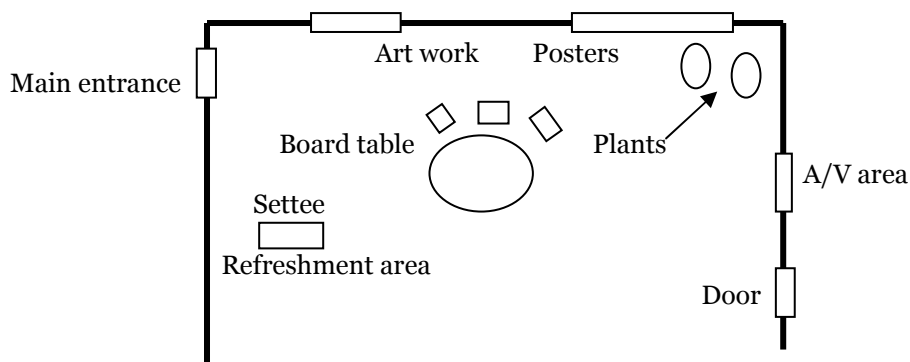 Art work
Posters
Main entrance
Board table
Plants
A/V area
Settee
Refreshment area
Door